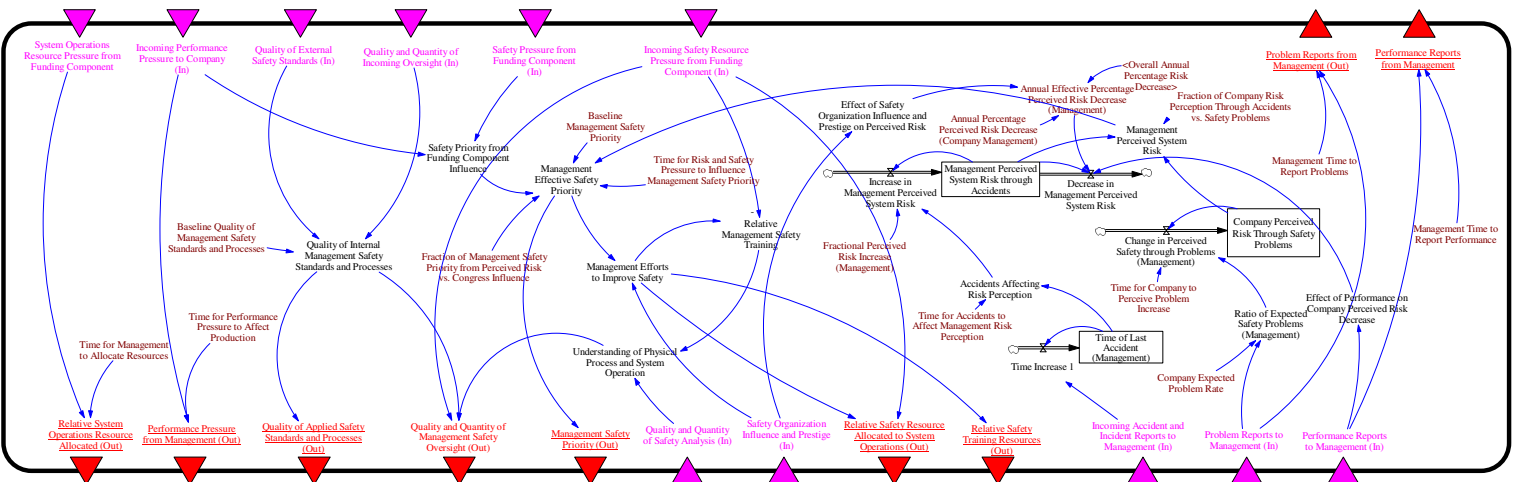 System Operations
Resource Pressure from
Funding Component
Incoming Performance
Pressure to Company
(In)
Quality of External
Safety Standards (In)
Quality and Quantity of
Incoming Oversight (In)
Safety Pressure from
Funding Component
(In)
Incoming Safety Resource
Pressure from Funding
Component (In)
Problem Reports from
Management (Out)
Performance Reports
from Management
<Overall Annual
Percentage Risk
Decrease>
Annual Effective Percentage
Perceived Risk Decrease
(Management)
Fraction of Company Risk
Perception Through Accidents
vs. Safety Problems
Effect of Safety
Organization Influence and
Prestige on Perceived Risk
Annual Percentage
Perceived Risk Decrease
(Company Management)
Management
Perceived System
Risk
Baseline
Management Safety
Priority
Safety Priority from
Funding Component
Influence
Management
Effective Safety
Priority
Time for Risk and Safety
Pressure to Influence
Management Safety Priority
Management Perceived
System Risk through
Accidents
Increase in
Management Perceived
System Risk
Decrease in
Management Perceived
System Risk
Management Time to
Report Problems
Management Time to
Report Performance
Baseline Quality of
Management Safety
Standards and Processes
Quality of Internal
Management Safety
Standards and Processes
Fraction of Management Safety
Priority from Perceived Risk
vs. Congress Influence
Management Efforts
to Improve Safety
-
Relative
Management Safety
Training
Fractional Perceived
Risk Increase
(Management)
Company Perceived
Risk Through Safety
Problems
Change in Perceived
Safety through Problems
(Management)
Accidents Affecting
Risk Perception
Time for Company to
Perceive Problem
Increase
Effect of Performance on
Company Perceived Risk
Decrease
Ratio of Expected
Safety Problems
(Management)
Time for Accidents to
Affect Management Risk
Perception
Time for Performance
Pressure to Affect
Production
Time for Management
to Allocate Resources
Understanding of Physical
Process and System
Operation
Time of Last
Accident
(Management)
Time Increase 1
Company Expected
Problem Rate
Relative System
Operations Resource
Allocated (Out)
Performance Pressure
from Management (Out)
Quality of Applied Safety
Standards and Processes
(Out)
Quality and Quantity of
Management Safety
Oversight (Out)
Management Safety
Priority (Out)
Quality and Quantity
of Safety Analysis (In)
Safety Organization
Influence and Prestige
(In)
Relative Safety Resource
Allocated to System
Operations (Out)
Relative Safety
Training Resources
(Out)
Incoming Accident and
Incident Reports to
Management (In)
Problem Reports to
Management (In)
Performance Reports
to Management (In)